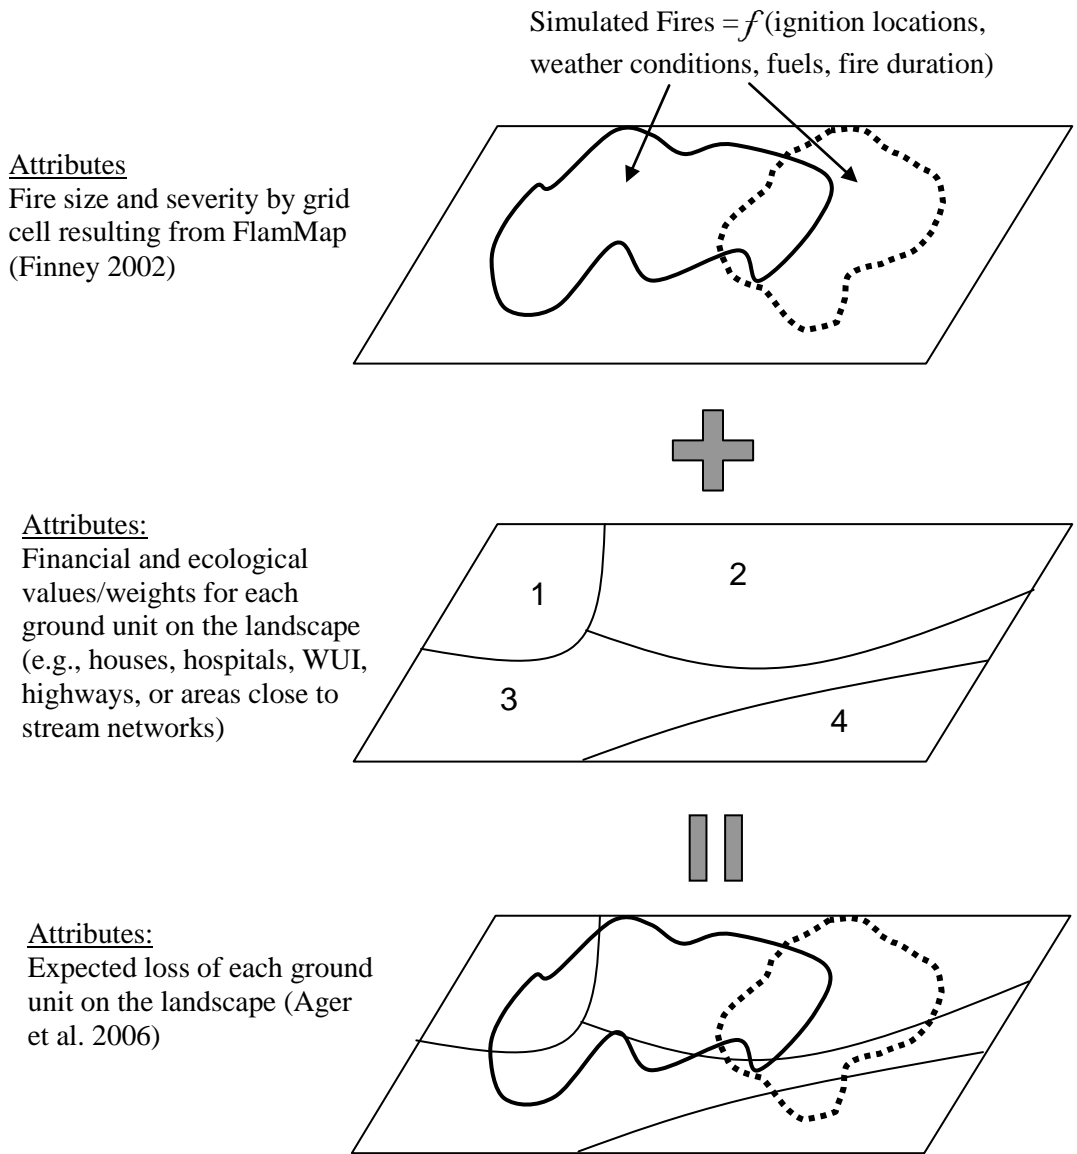 Simulated Fires = f (ignition locations,
weather conditions, fuels, fire duration)
Attributes
Fire size and severity by grid
cell resulting from FlamMap
(Finney 2002)
Attributes:
Financial and ecological
values/weights for each
ground unit on the landscape
(e.g., houses, hospitals, WUI,
highways, or areas close to
stream networks)
1
2
3
4
Attributes:
Expected loss of each ground
unit on the landscape (Ager
et al. 2006)